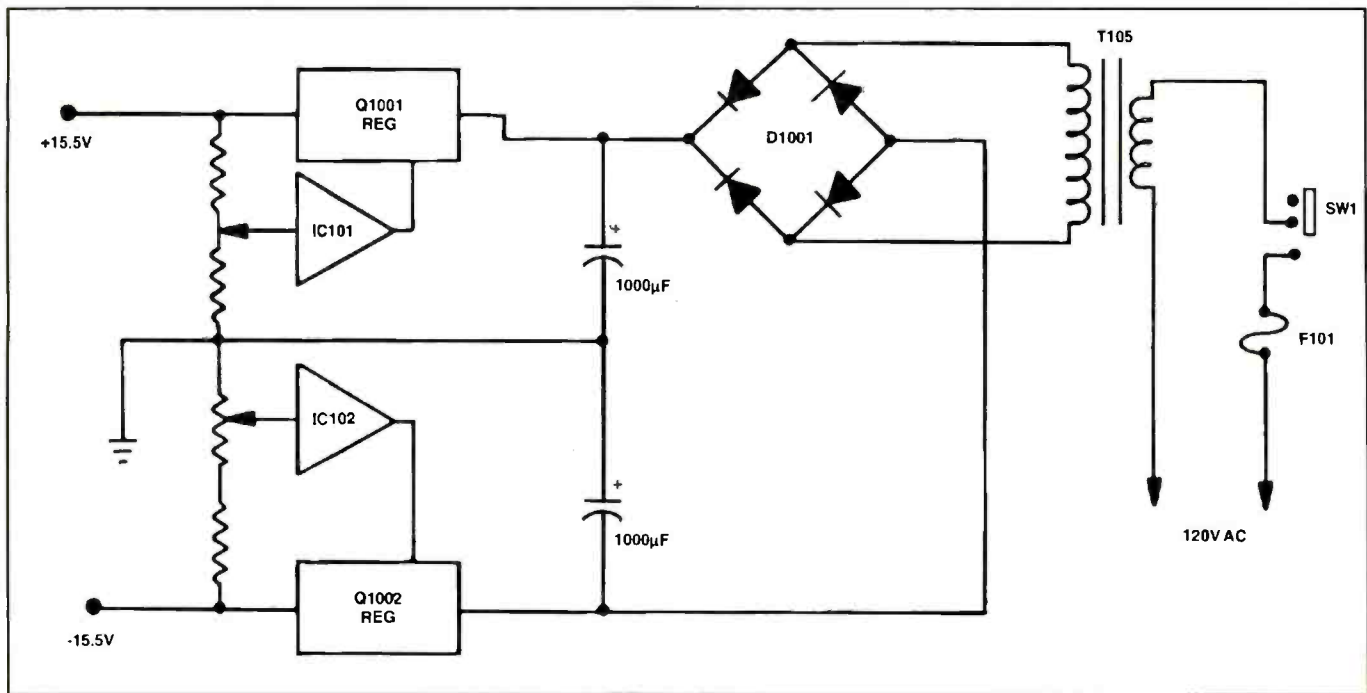 T105
Q1001
REG
+15.5V
D1001
SW1
IC101
+
1000µF
F101
IC102
+
1000µF
120V AC
Q1002
REG
-15.5V